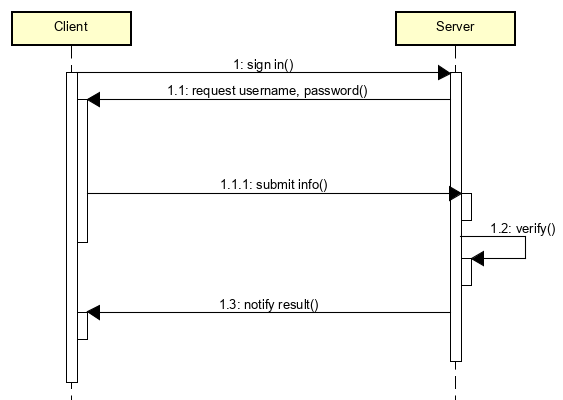 Client
Server
1: sign in()
1.1: request username, password()
1.1.1: submit info()
1.2: verify()
1.3: notify result()